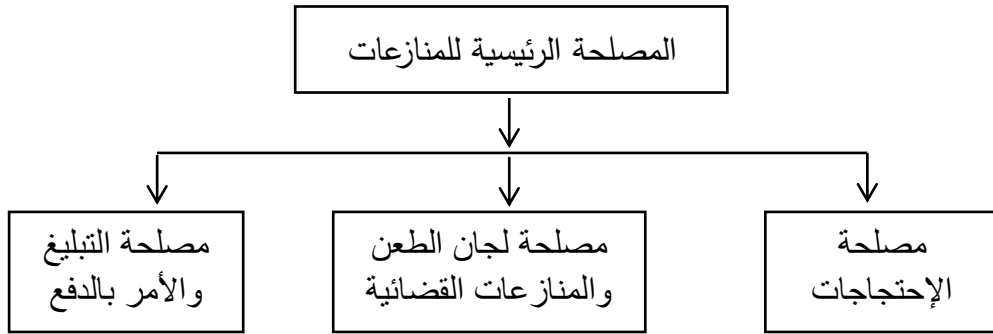 المصلحة الرئيسية للمنازعات
مصلحة
الإحتجاجات
مصلحة لجان الطعن
والمنازعات القضائية
مصلحة التبليغ
والأمر بالدفع